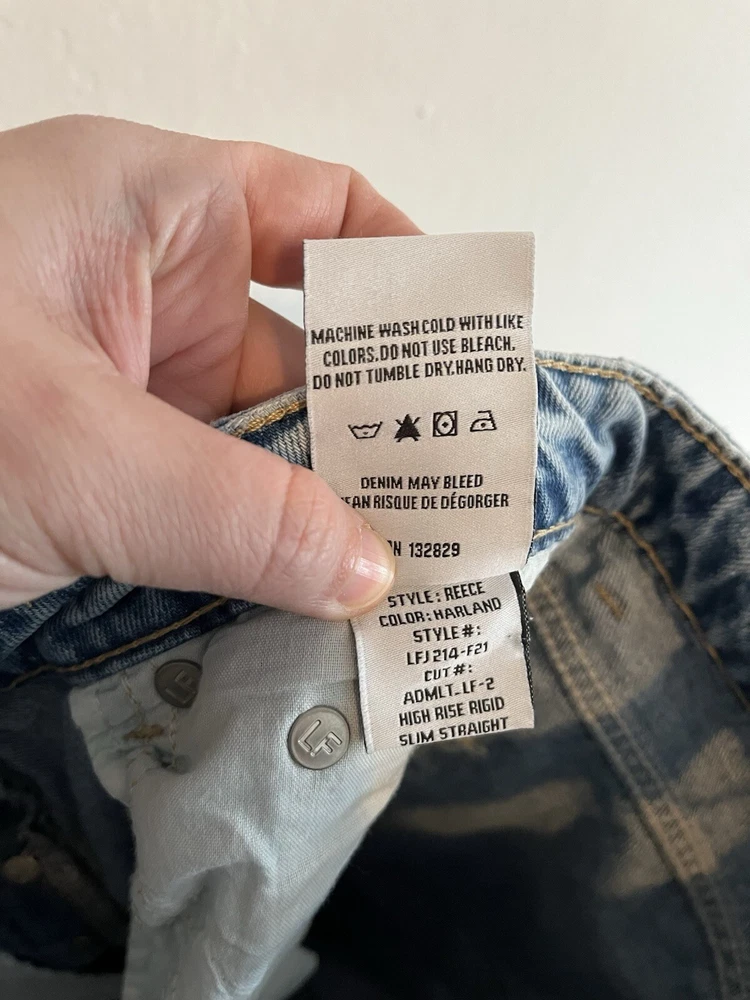 MACHINE WASH COLD WITH LIKE
COLORS.DO NOT USE BLEACH.
DO NOT TUMBLE DRY.HANG DRY.
DENIM MAY BLEED
RISQUE DE DÉGORGER
132829
STYLE: REECE
COLOR: HARLAND
STYLE #:
LFJ214-F21
CUT #:
ADMLT_LF-2
HIGH RISE RIGID
SLIM STRAIGHT
LF